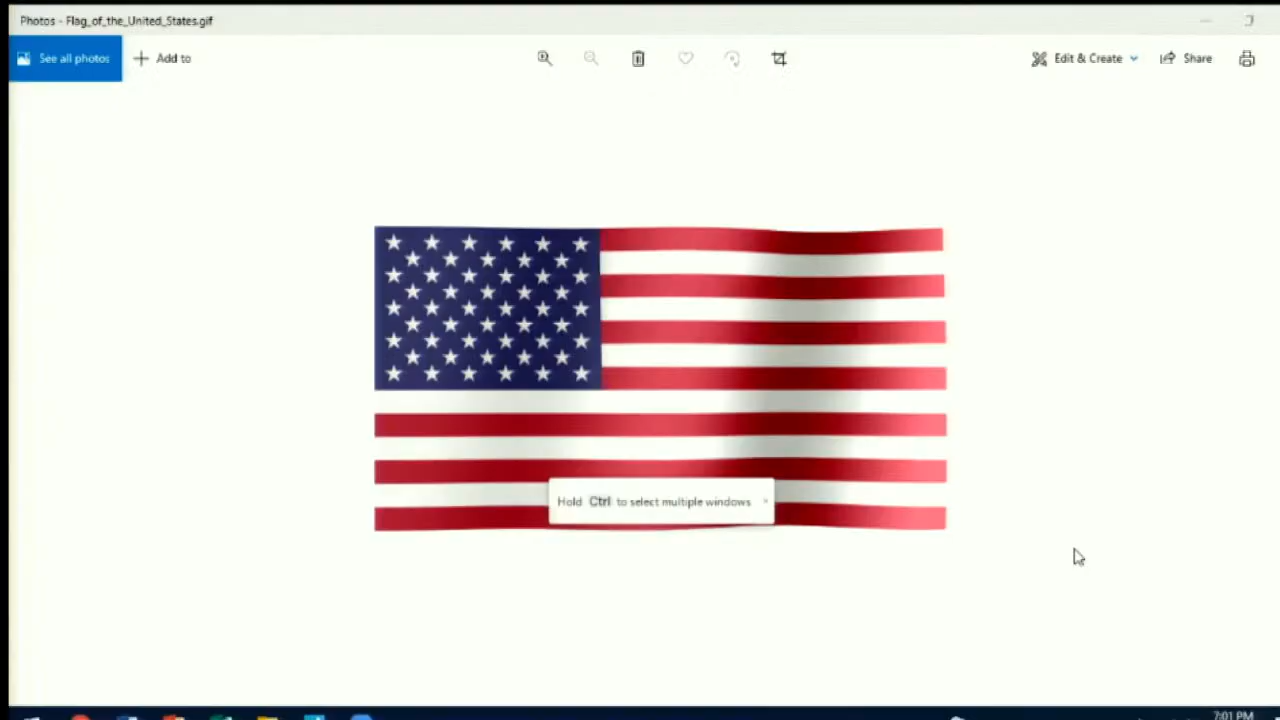 Photos - Flag_of_the_United_States.gif
See all photos
Add to
Edit & Create
Share
Hold Ctrl to select multiple windows
7:01 PM